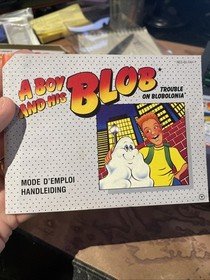 A BOY
AND HIS
BLOB
TROUBLE
ON BLOBOLONIA
MODE D'EMPLOI
HANDLEIDING